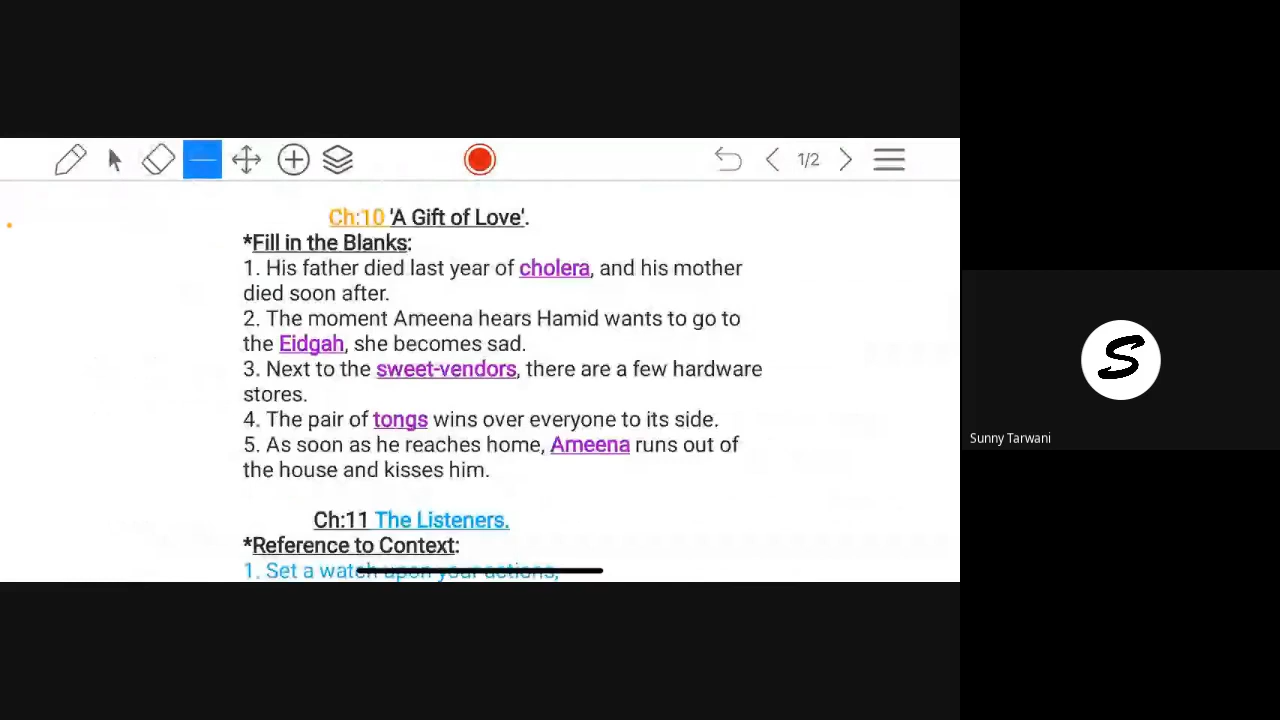 1/2
Ch:10 'A Gift of Love'.
*Fill in the Blanks:
1. His father died last year of cholera, and his mother
died soon after.
2. The moment Ameena hears Hamid wants to go to
the Eidgah, she becomes sad.
3. Next to the sweet-vendors, there are a few hardware
stores.
4. The pair of tongs wins over everyone to its side.
5. As soon as he reaches home, Ameena runs out of
the house and kisses him.
Ch:11 The Listeners.
*Reference to Context:
1. Set a watch upon your actions,
S
Sunny Tarwani